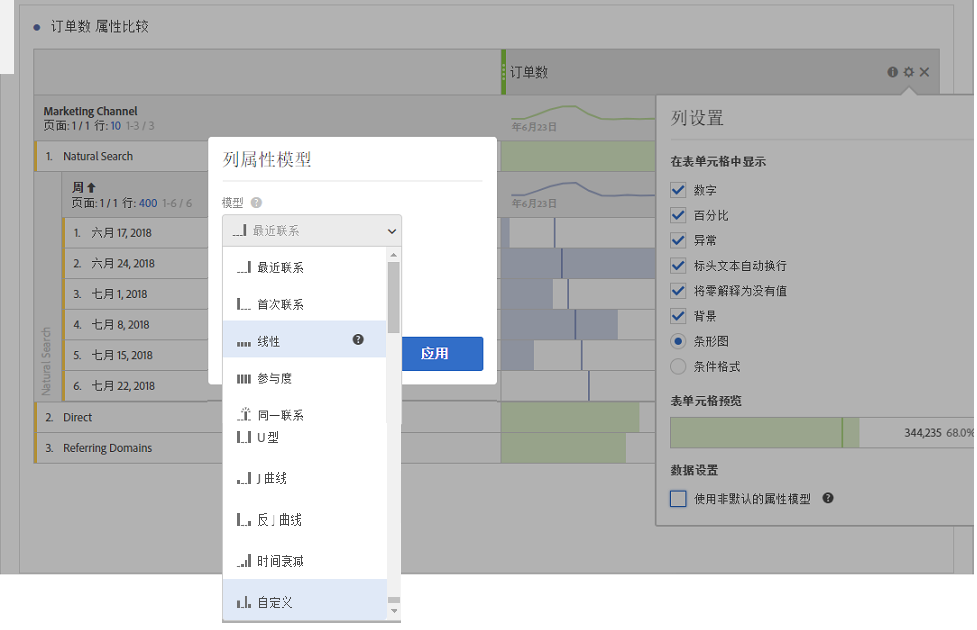 订单数 属性比较
订单数
Marketing Channel
页面: 1 / 1 行: 10 1-3 / 3
年6月23日
1. Natural Search
周
页面: 1 / 1 行: 400 1-6 / 6
年6月23日
1. 六月 17, 2018
2. 六月 24, 2018
3. 七月 1, 2018
4. 七月 8, 2018
5. 七月 15, 2018
6. 七月 22, 2018
Natural Search
2. Direct
3. Referring Domains
列属性模型
模型
最近联系
最近联系
首次联系
线性
参与度
同一联系
U 型
J 曲线
反 J 曲线
时间衰减
自定义
应用
列设置
在表单元格中显示
数字
百分比
异常
标头文本自动换行
将零解释为没有值
背景
条形图
条件格式
表单元格预览
344,235 68.0%
数据设置
使用非默认的属性模型